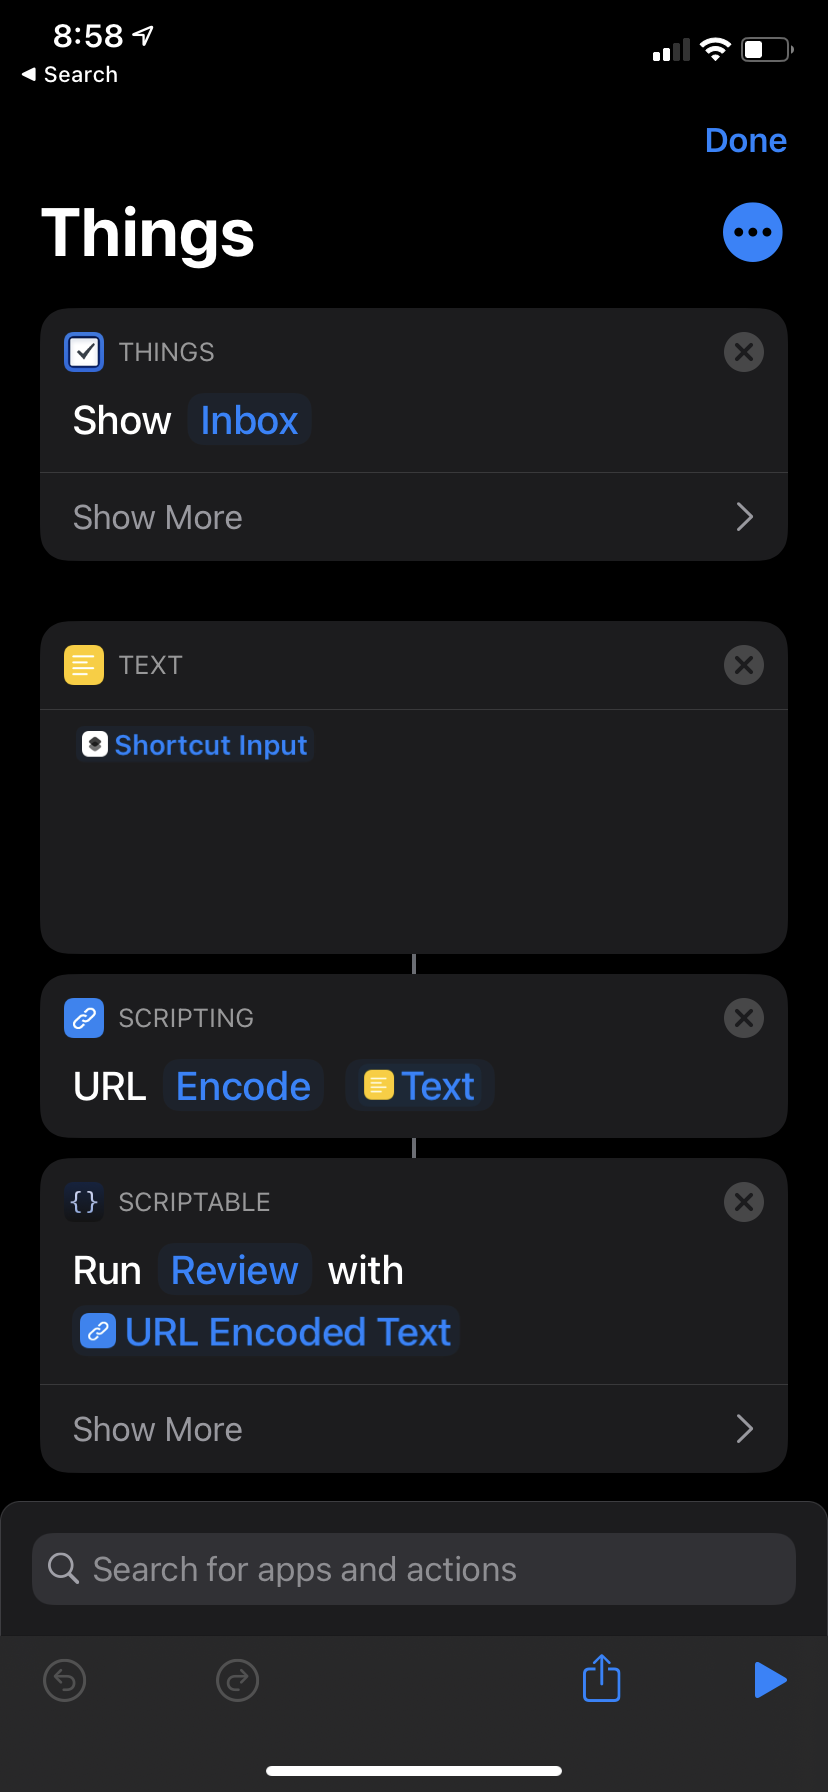 8:58
Search
Done
Things
THINGS
Show Inbox
Show More
TEXT
Shortcut Input
SCRIPTING
URL Encode Text
{} SCRIPTABLE
Run Review with
URL Encoded Text
Show More
Search for apps and actions